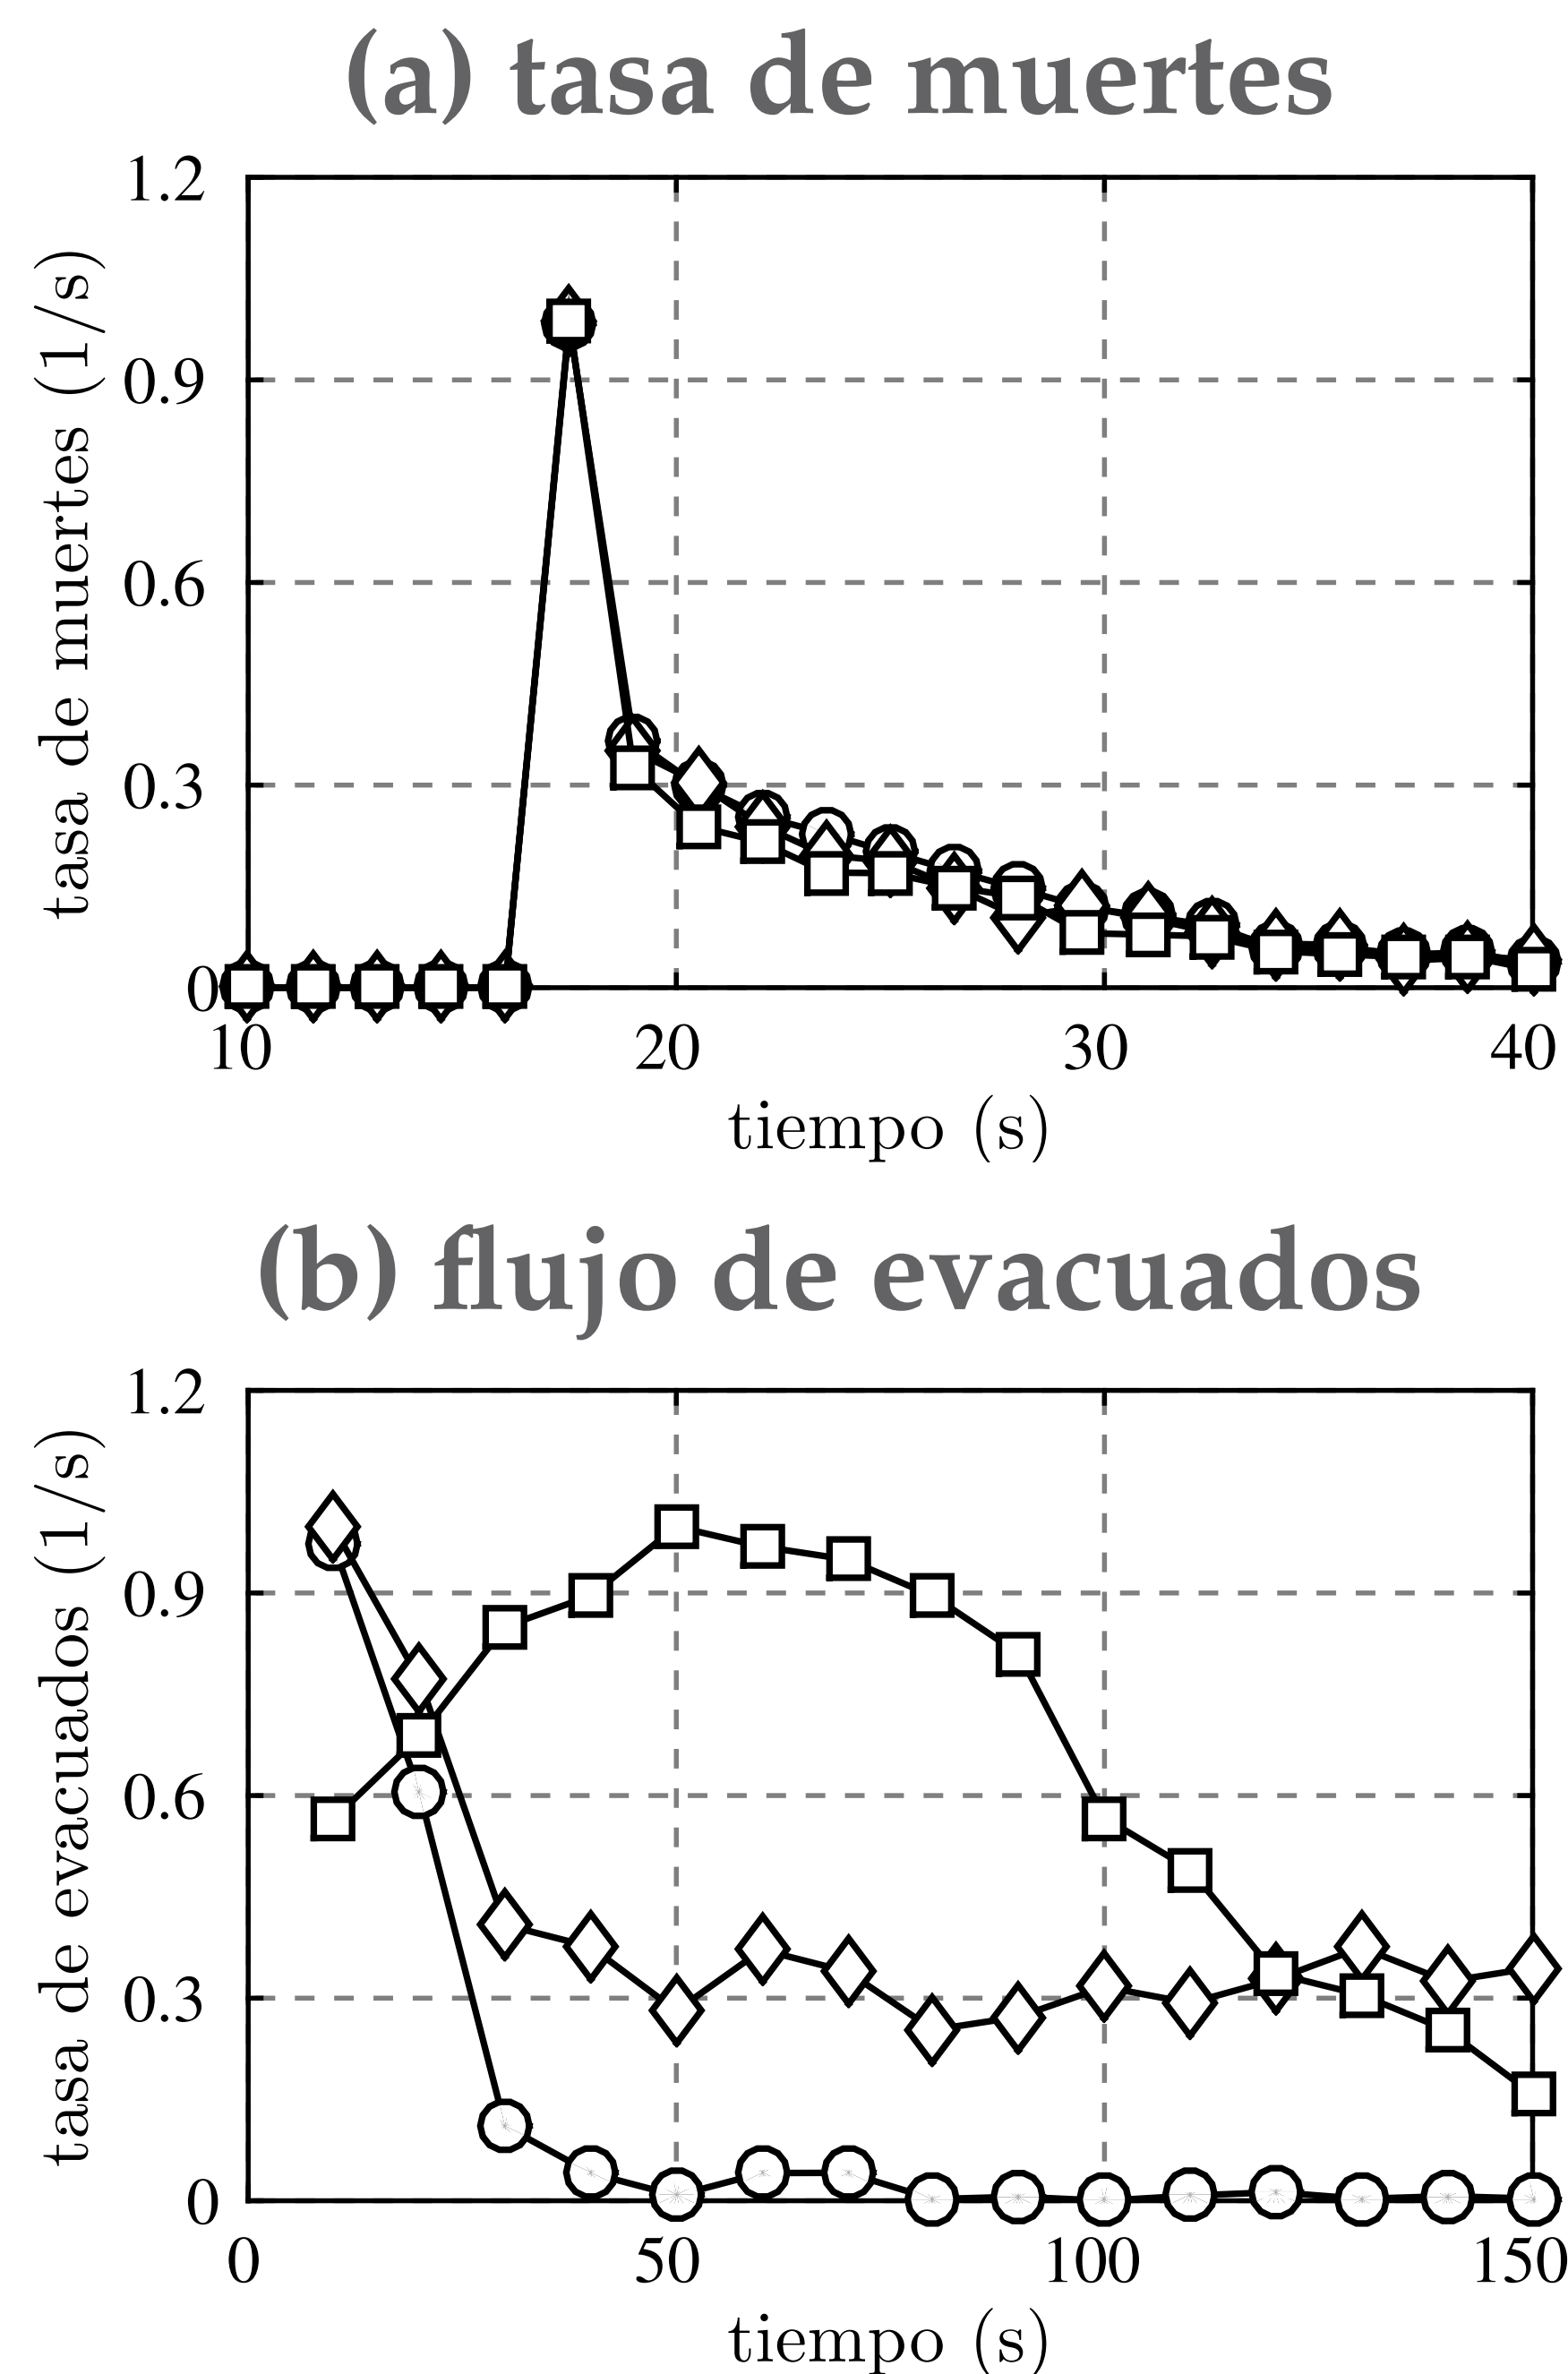 (a) tasa de muertes
1.2
0.9
0.6
0.3
0
tasa de muertes (1/s)
10 20 30 40
tiempo (s)
(b) flujo de evacuados
1.2
0.9
0.6
0.3
0
tasa de evacuados (1/s)
0 50 100 150
tiempo (s)